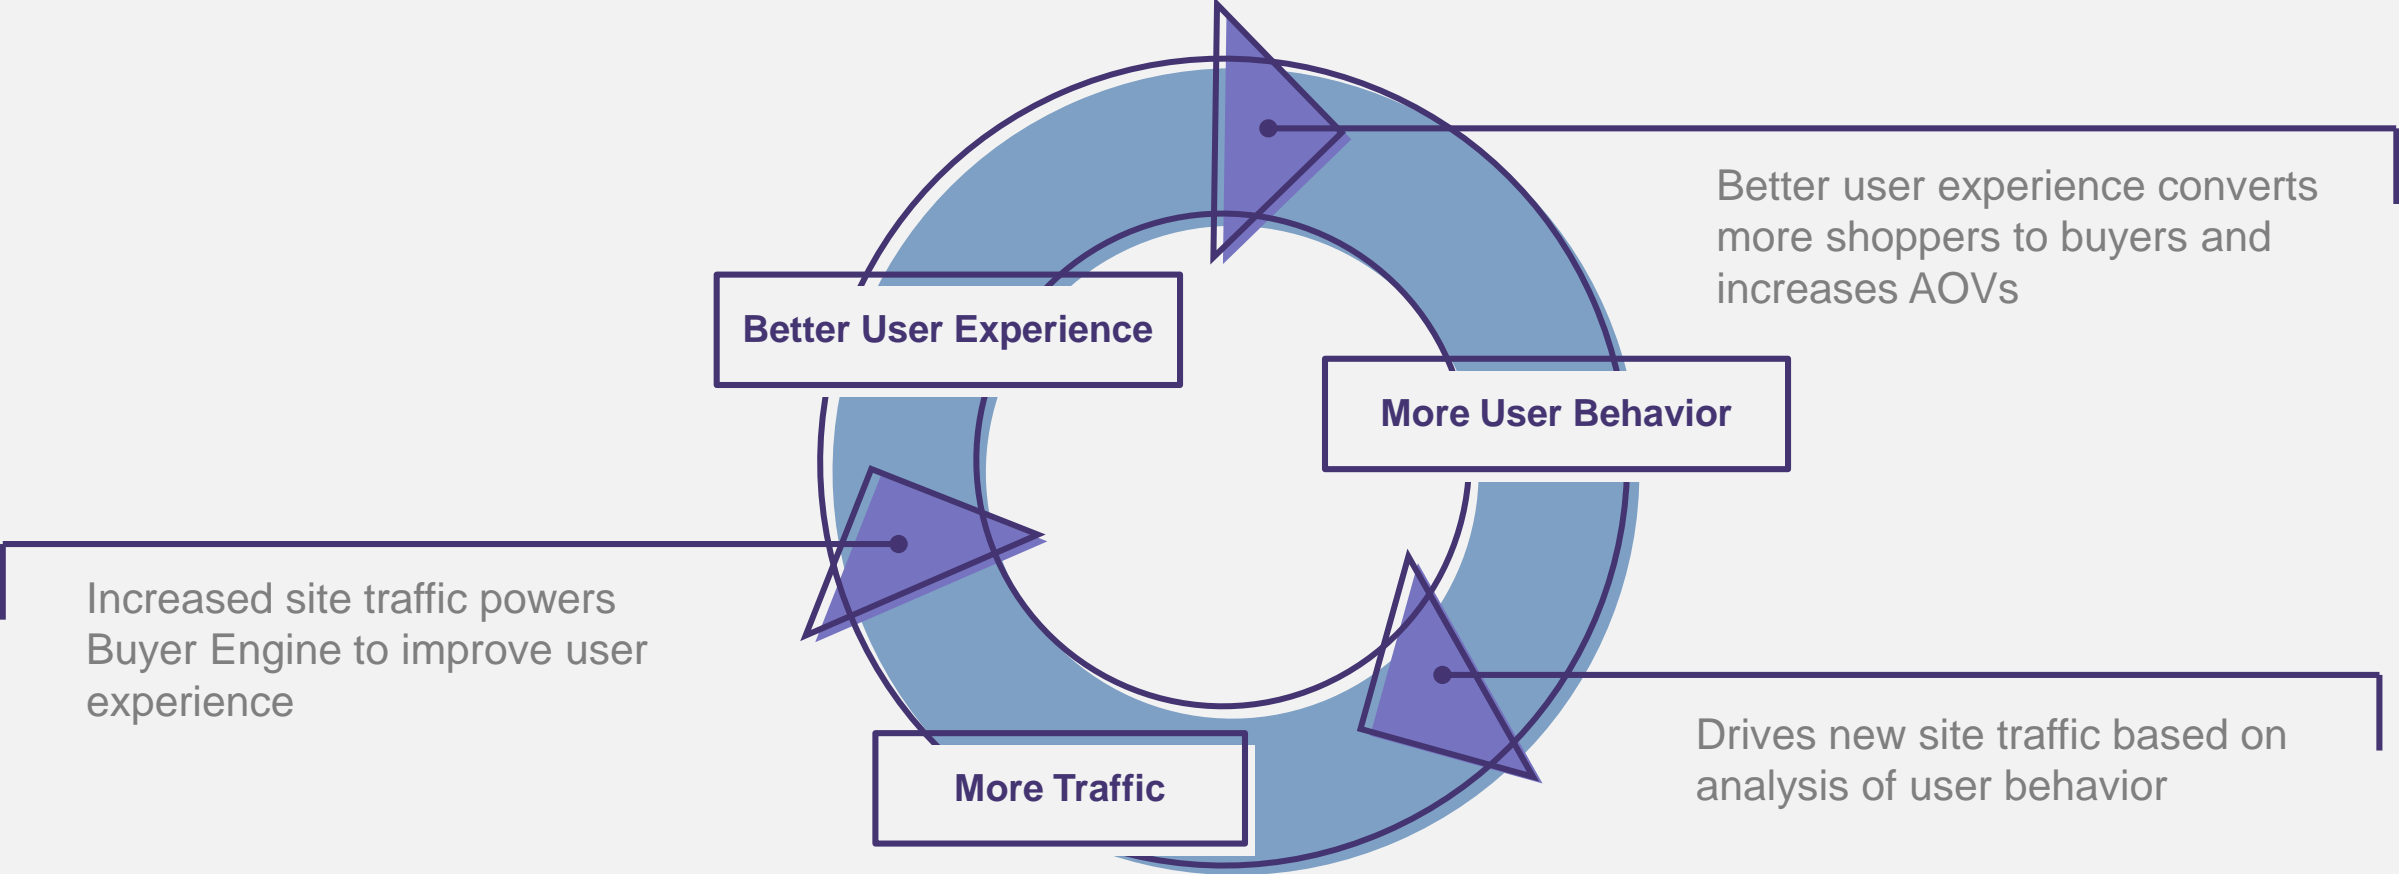 Better user experience converts
more shoppers to buyers and
increases AOVs
Better User Experience
More User Behavior
Increased site traffic powers
Buyer Engine to improve user
experience
Drives new site traffic based on
analysis of user behavior
More Traffic